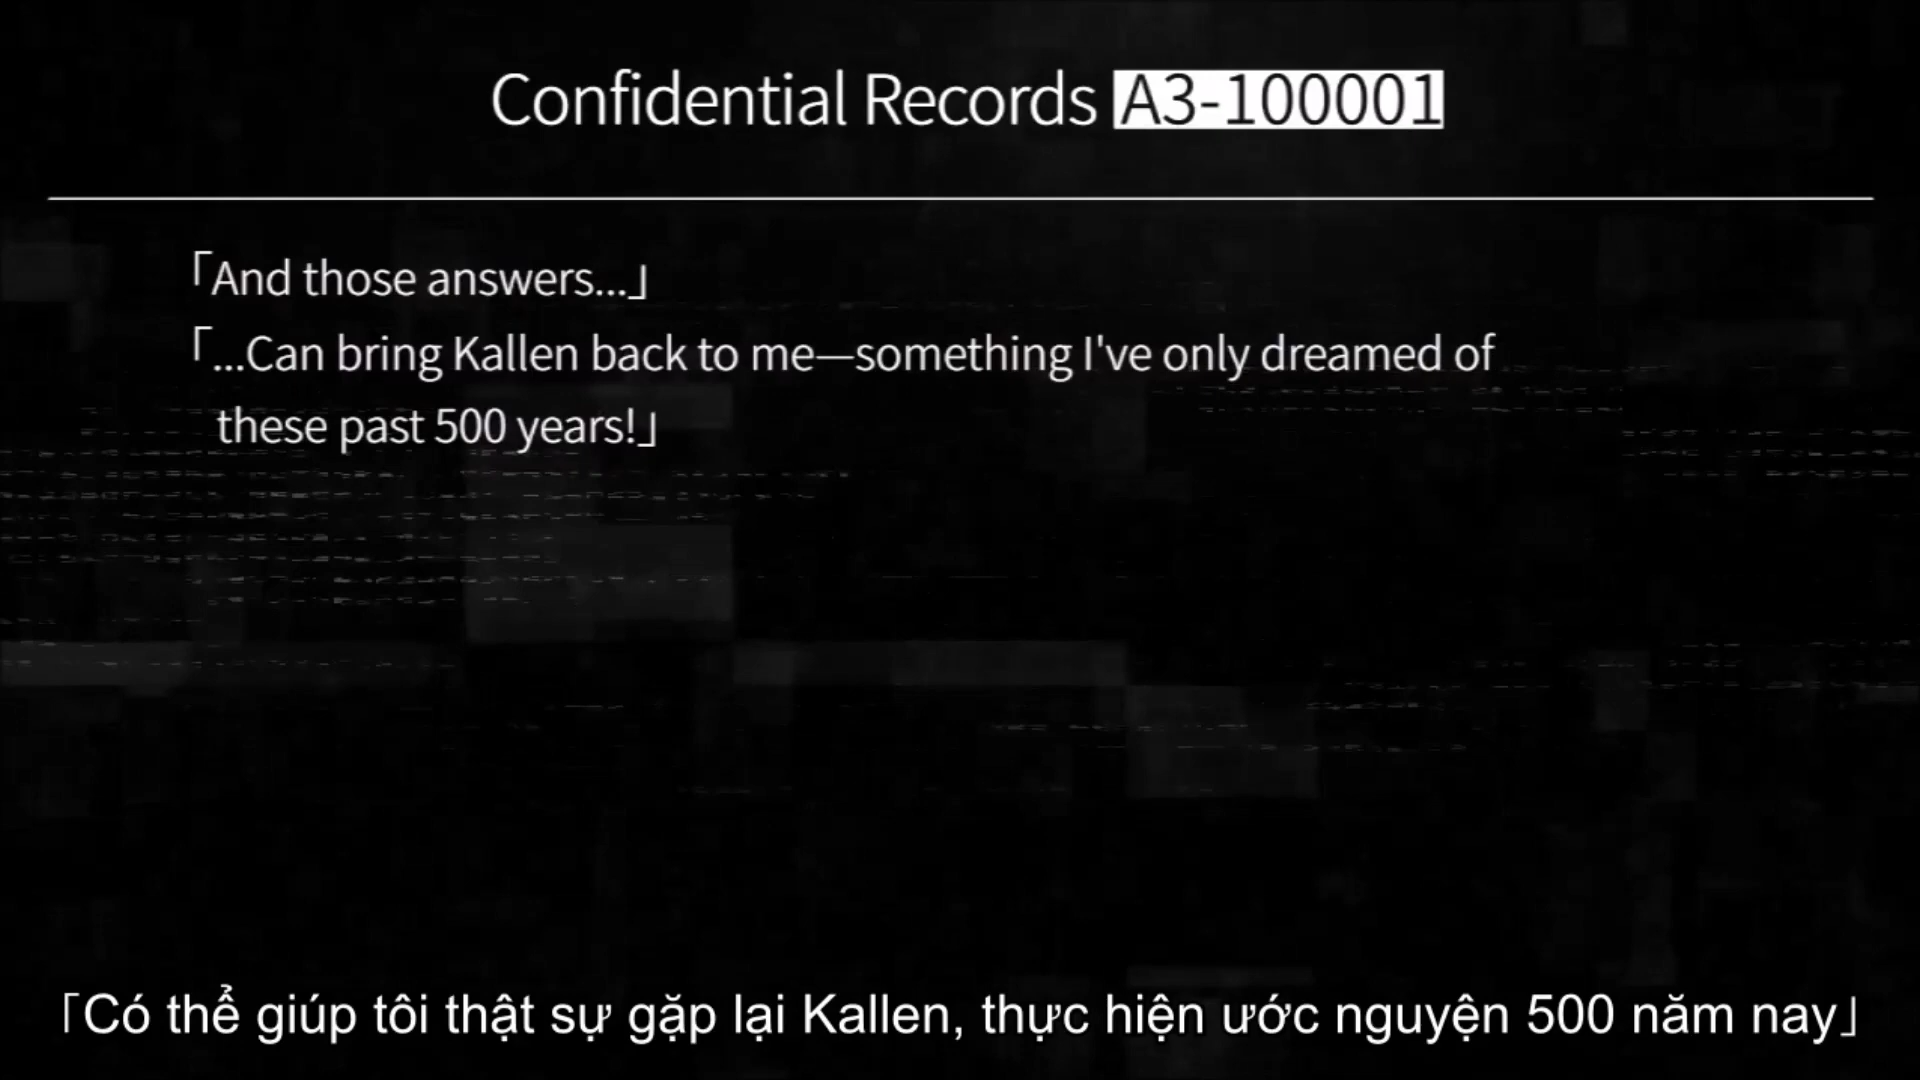 Confidential Records A3-100001
「And those answers...」
「...Can bring Kallen back to me—something I've only dreamed of
these past 500 years!」
「Có thể giúp tôi thật sự gặp lại Kallen, thực hiện ước nguyện 500 năm nay」